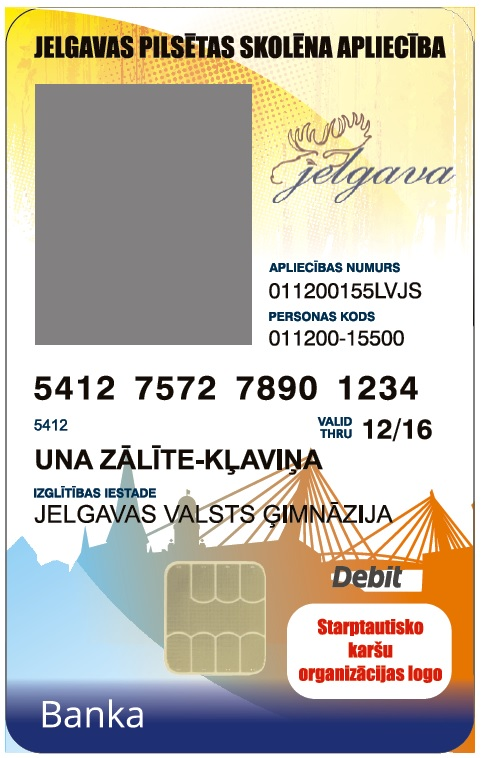 JELGAVAS PILSĒTAS SKOLĒNA APLIECĪBA
jelgava
APLIECĪBAS NUMURS
011200155LVJS
PERSONAS KODS
011200-15500
5412 7572 7890 1234
5412
VALID THRU 12/16
UNA ZĀLĪTE-KĻAVIŅA
IZGLĪTĪBAS IESTADE
JELGAVAS VALSTS ĢIMNĀZIJA
Debit
Starptautisko
karšu
organizācijas logo
Banka